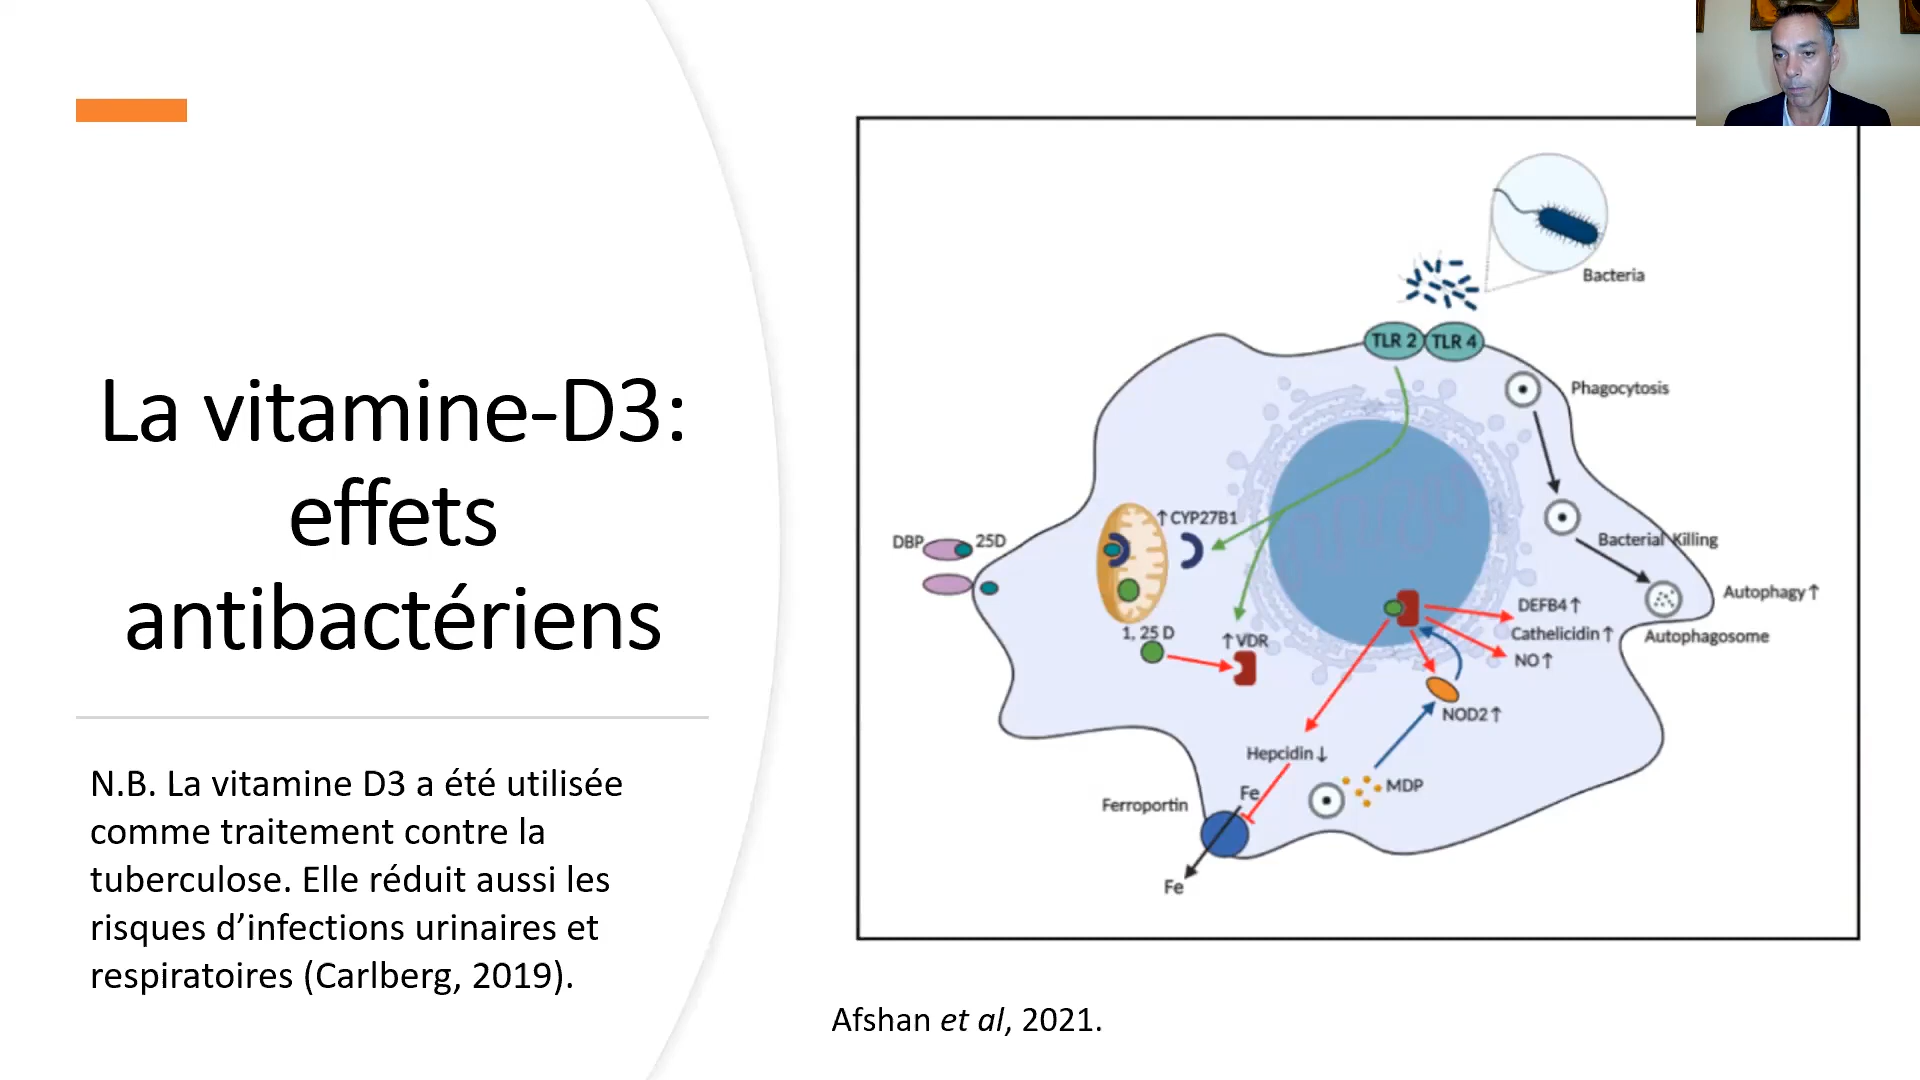 La vitamine-D3:
effets
antibactériens
N.B. La vitamine D3 a été utilisée
comme traitement contre la
tuberculose. Elle réduit aussi les
risques d’infections urinaires et
respiratoires (Carlberg, 2019).
Bacteria
TLR 2 TLR 4
Phagocytosis
↑CYP27B1
DBP 25D
Bacterial Killing
Autophagy↑
DEFB4↑
1, 25 D
↑VDR
Cathelicidin↑
Autophagosome
NO↑
NOD2↑
Hepcidin↓
MDP
Fe
Ferroportin
Fe
Afshan et al, 2021.